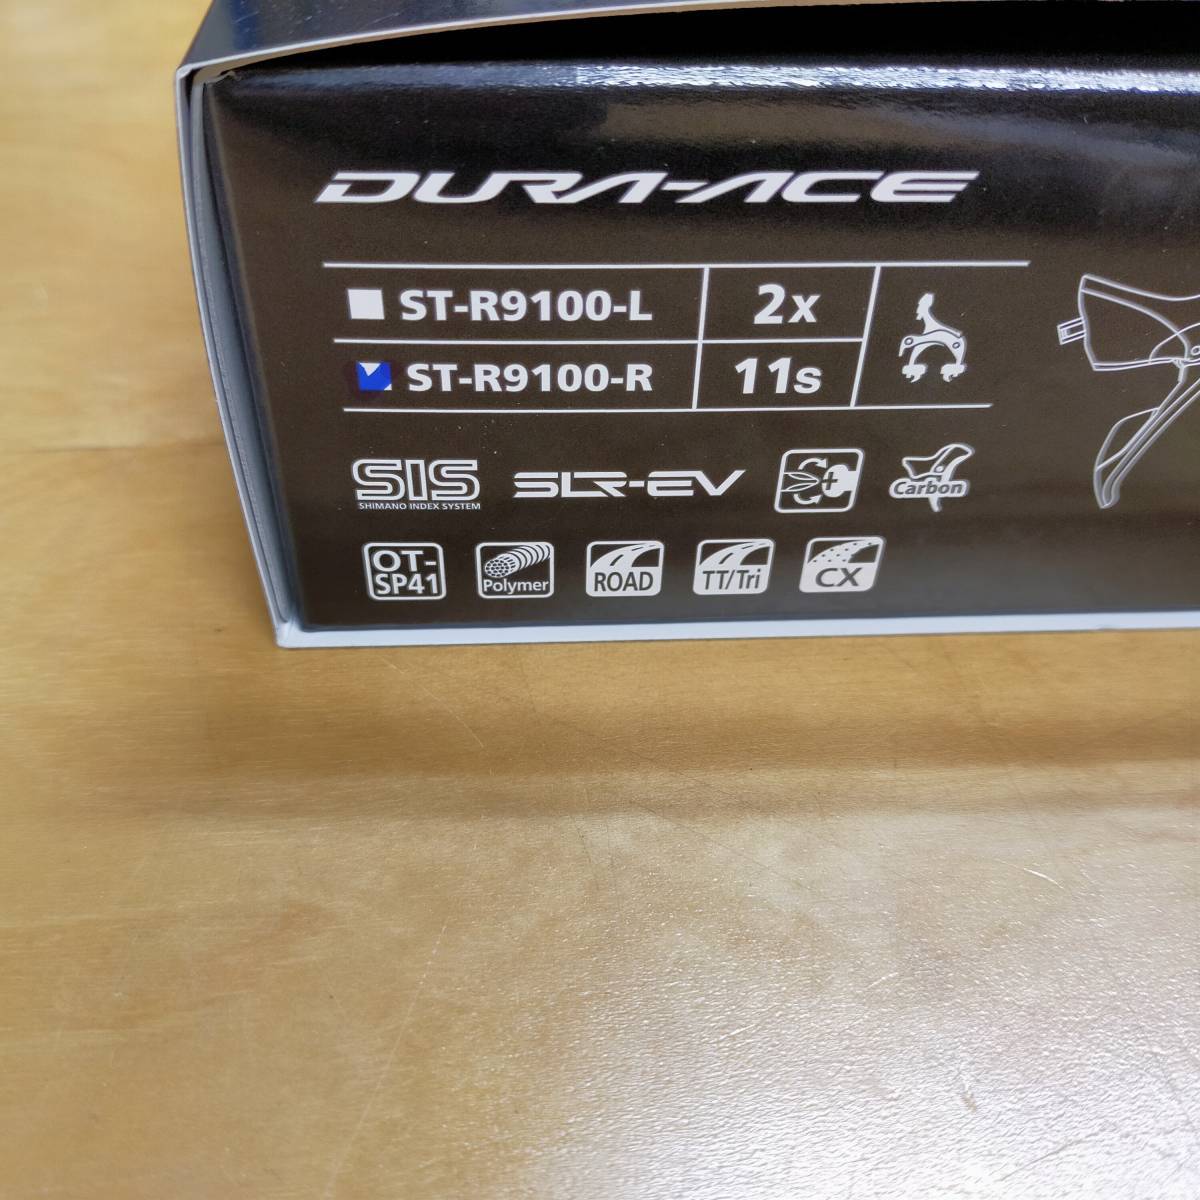 DURA-ACE
ST-R9100-L 2x
ST-R9100-R 11s
SIS
SHIMANO INDEX SYSTEM
SLR-EV
+
Carbon
OT-
SP41
Polymer
ROAD
TT/Tri
CX